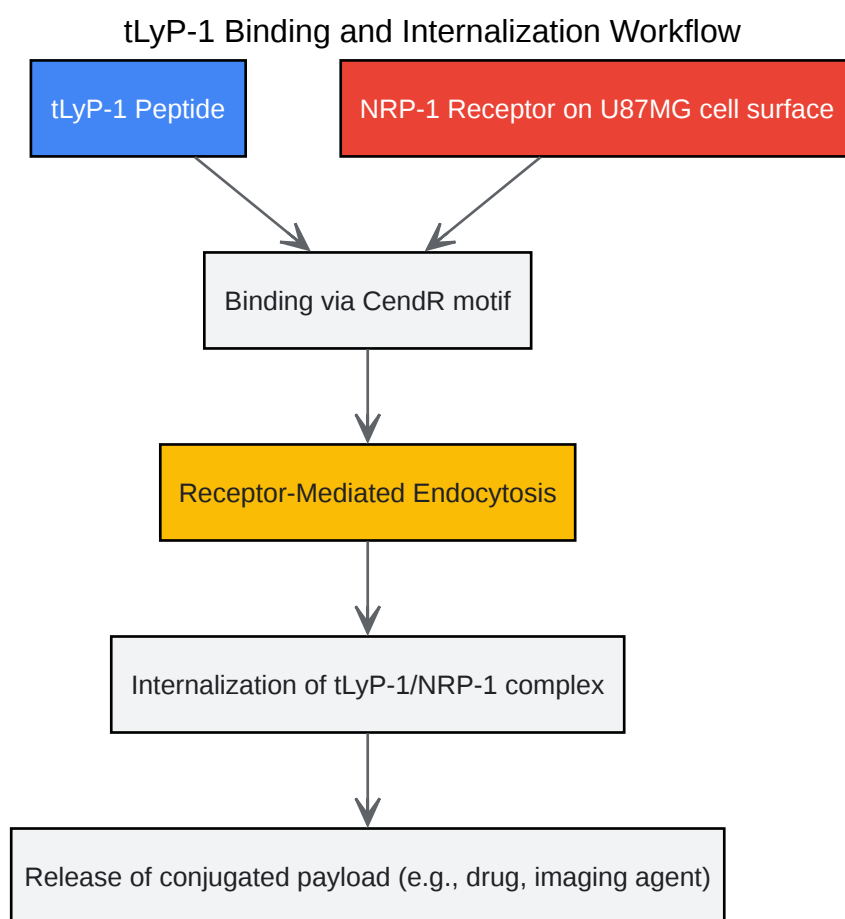 tLyP-1 Binding and Internalization Workflow
tLyP-1 Peptide
NRP-1 Receptor on U87MG cell surface
Binding via CendR motif
Receptor-Mediated Endocytosis
Internalization of tLyP-1/NRP-1 complex
Release of conjugated payload (e.g., drug, imaging agent)